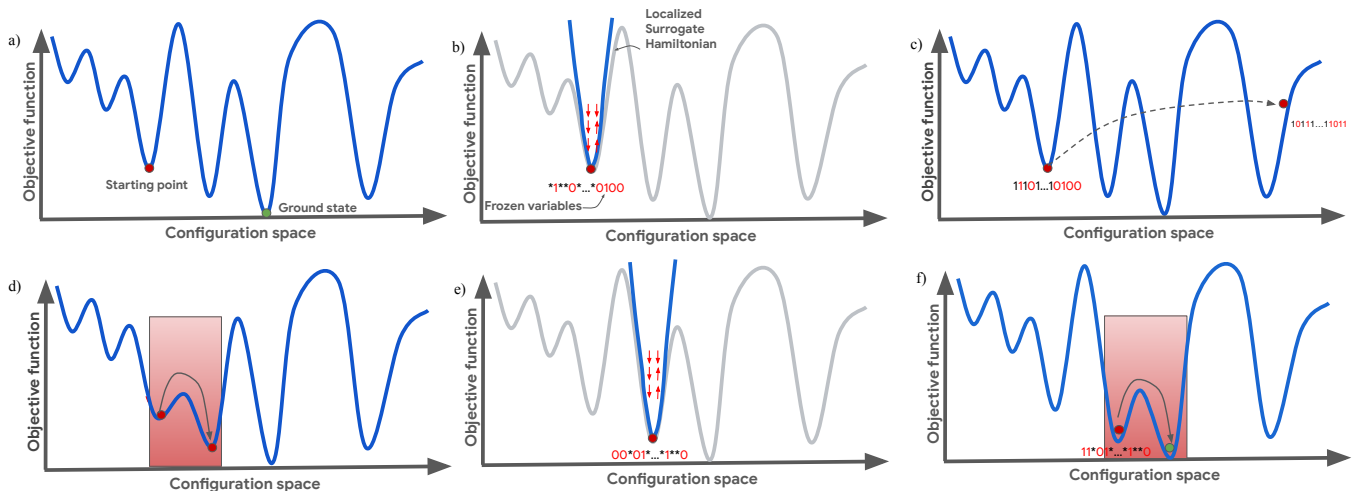 a)
Objective function
Starting point
Ground state
Configuration space
b)
Objective function
Localized
Surrogate
Hamiltonian
*1**0*...*0100
Frozen variables
Configuration space
c)
Objective function
11101...10100
10111...11011
Configuration space
d)
Objective function
Configuration space
e)
Objective function
00*01*...*1**0
Configuration space
f)
Objective function
11*01*...*1**0
Configuration space